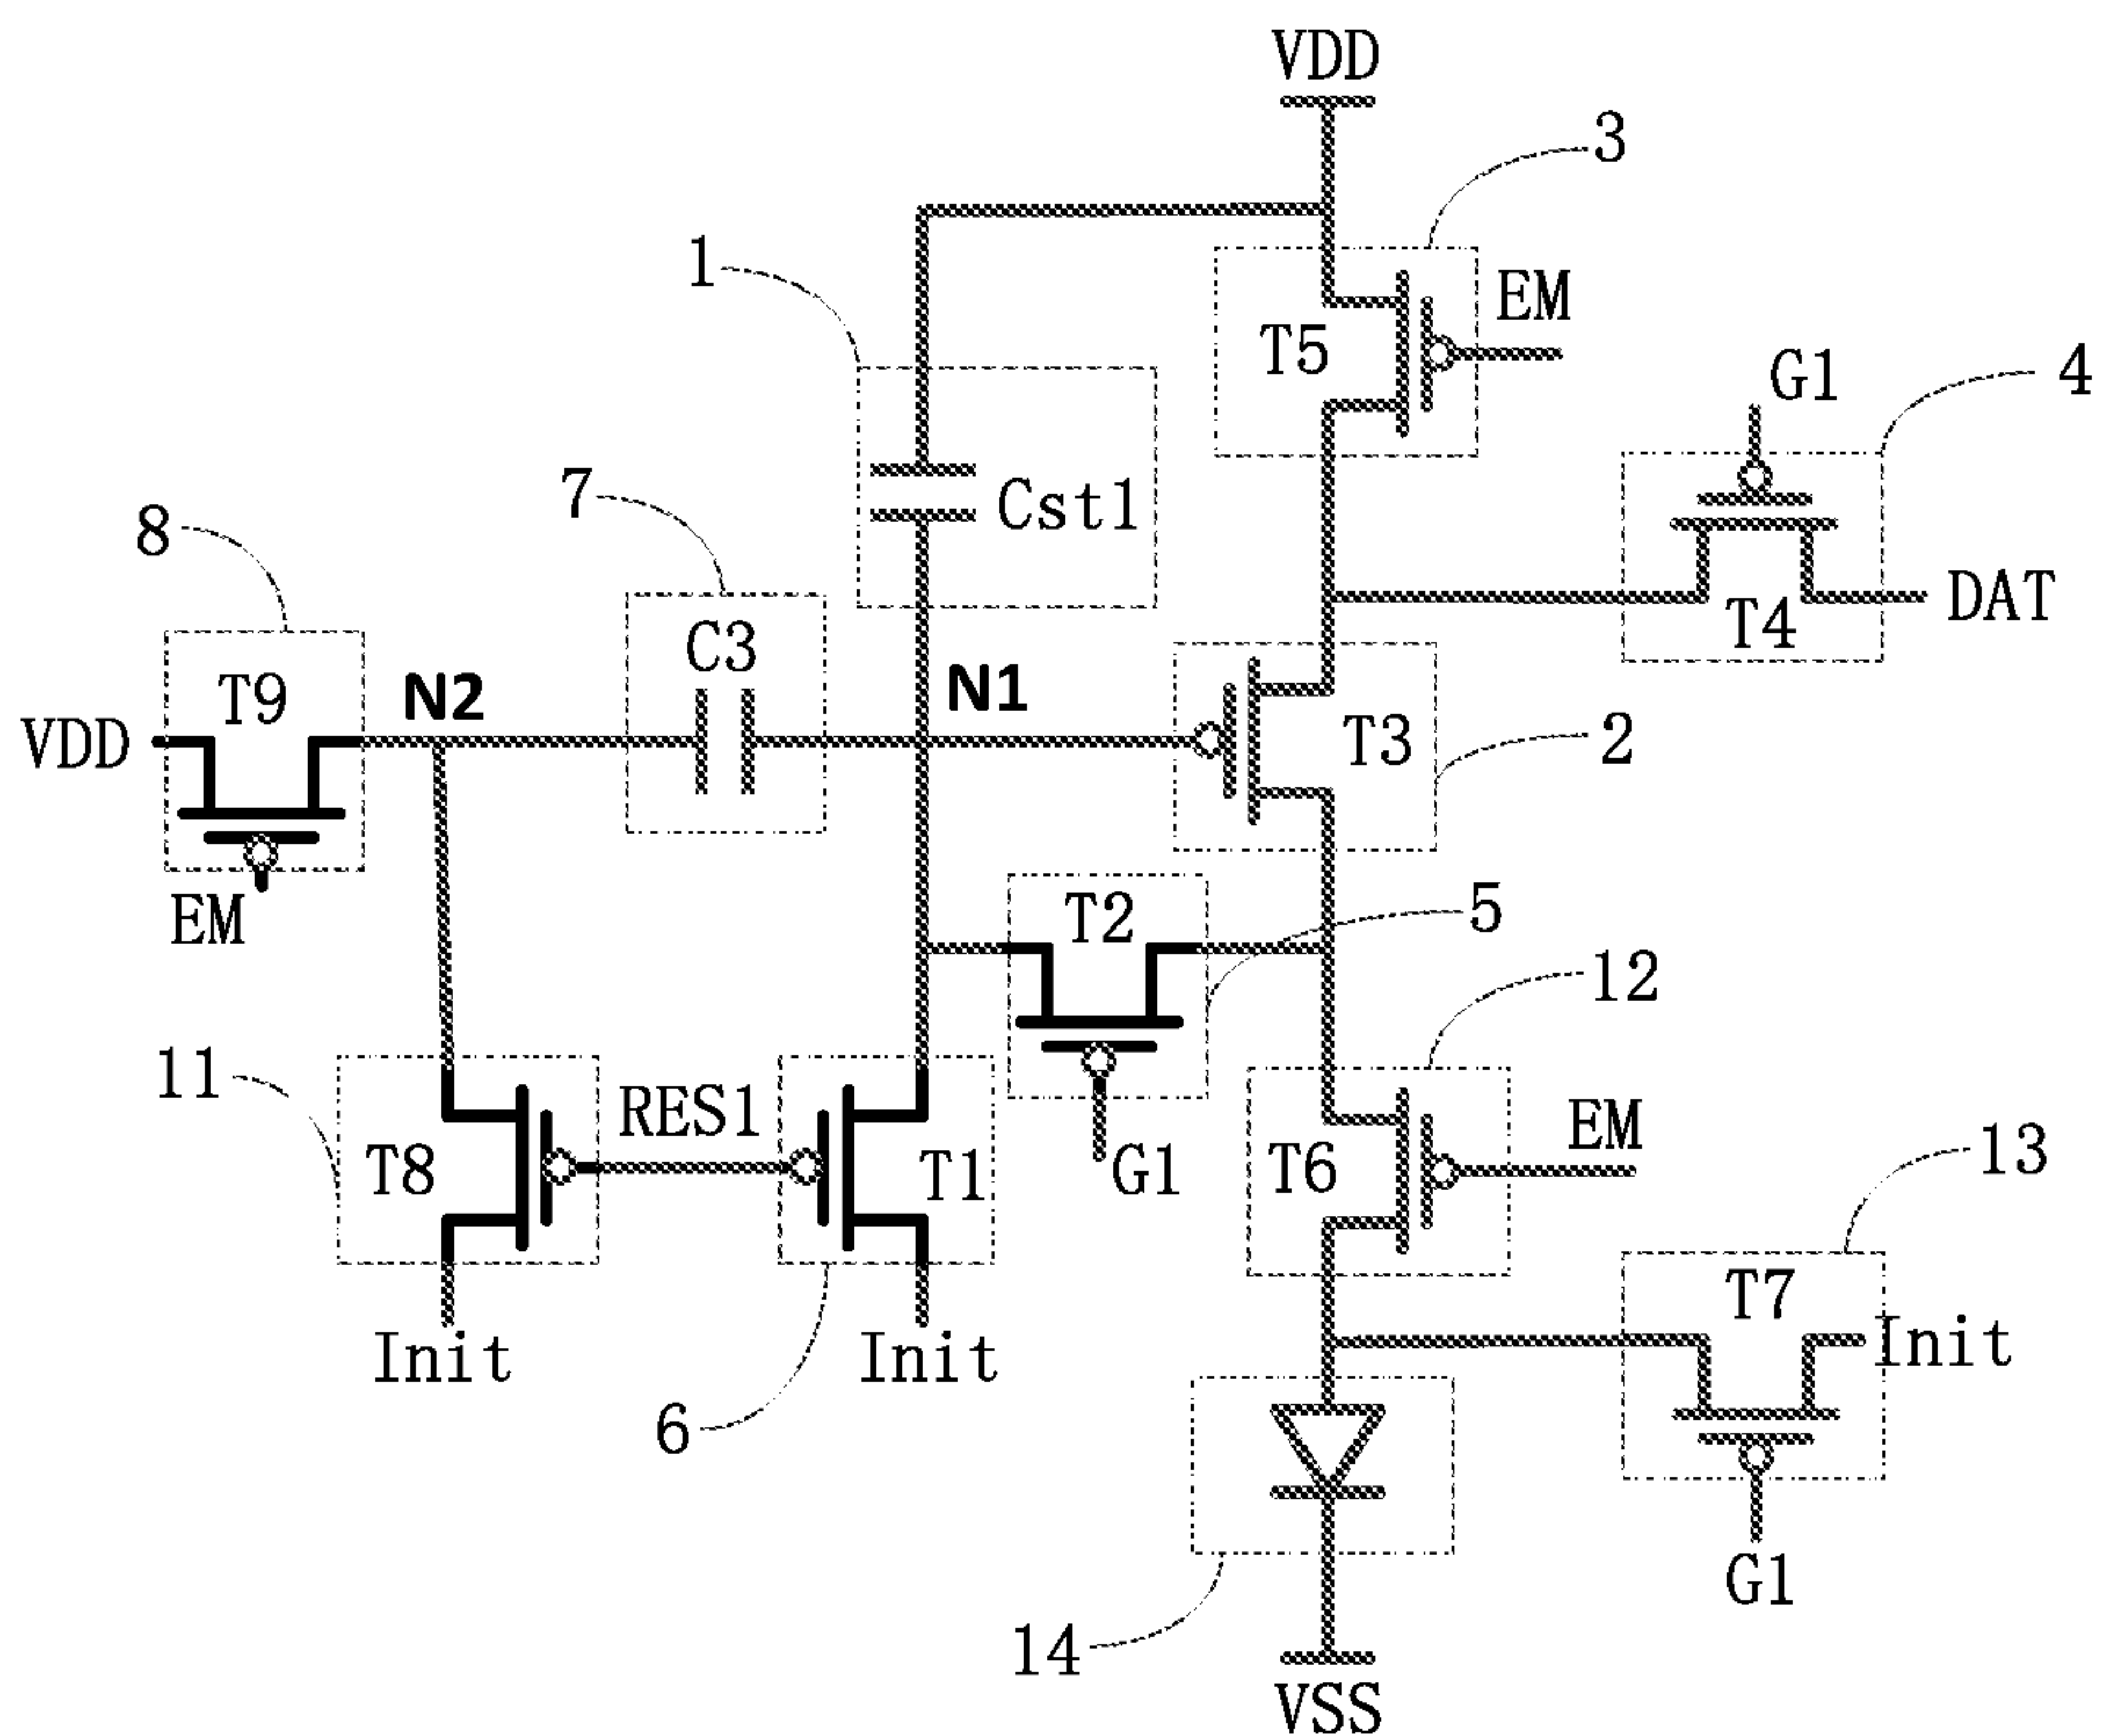 VDD
3
1
EM
T5
G1
4
7
Cst1
8
DAT
T4
C3
N2
N1
T9
VDD
T3
2
EM
T2
5
12
11
RES1
EM
T8
T1
G1
T6
13
T7
Init
Init
Init
6
G1
14
VSS